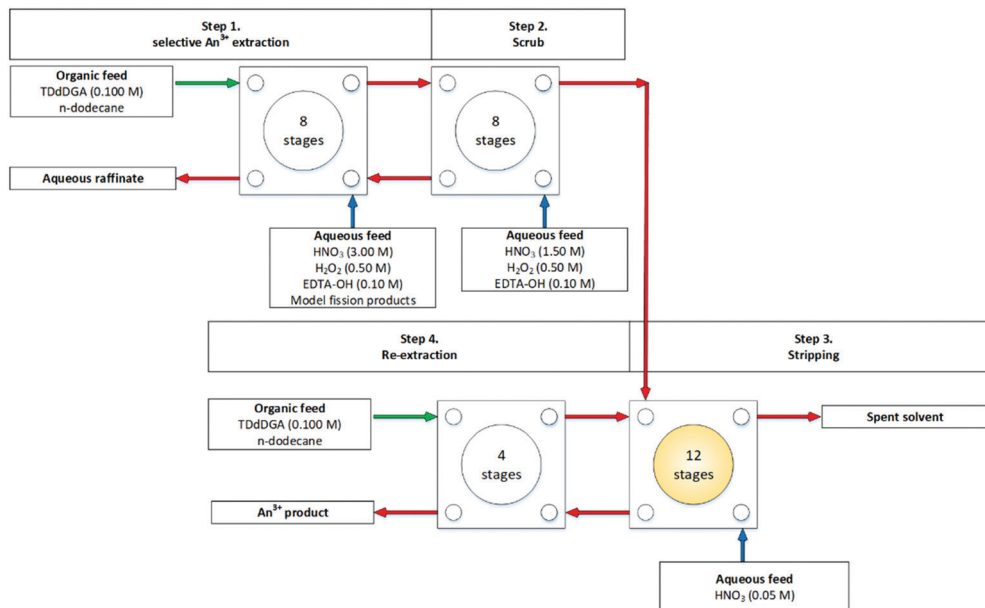 Step 1.
selective An³⁺ extraction
Step 2.
Scrub
Organic feed
TDdDGA (0.100 M)
n-dodecane
8
stages
8
stages
Aqueous raffinate
Aqueous feed
HNO₃ (3.00 M)
H₂O₂ (0.50 M)
EDTA-OH (0.10 M)
Model fission products
Aqueous feed
HNO₃ (1.50 M)
H₂O₂ (0.50 M)
EDTA-OH (0.10 M)
Step 4.
Re-extraction
Step 3.
Stripping
Organic feed
TDdDGA (0.100 M)
n-dodecane
4
stages
12
stages
Spent solvent
An³⁺ product
Aqueous feed
HNO₃ (0.05 M)